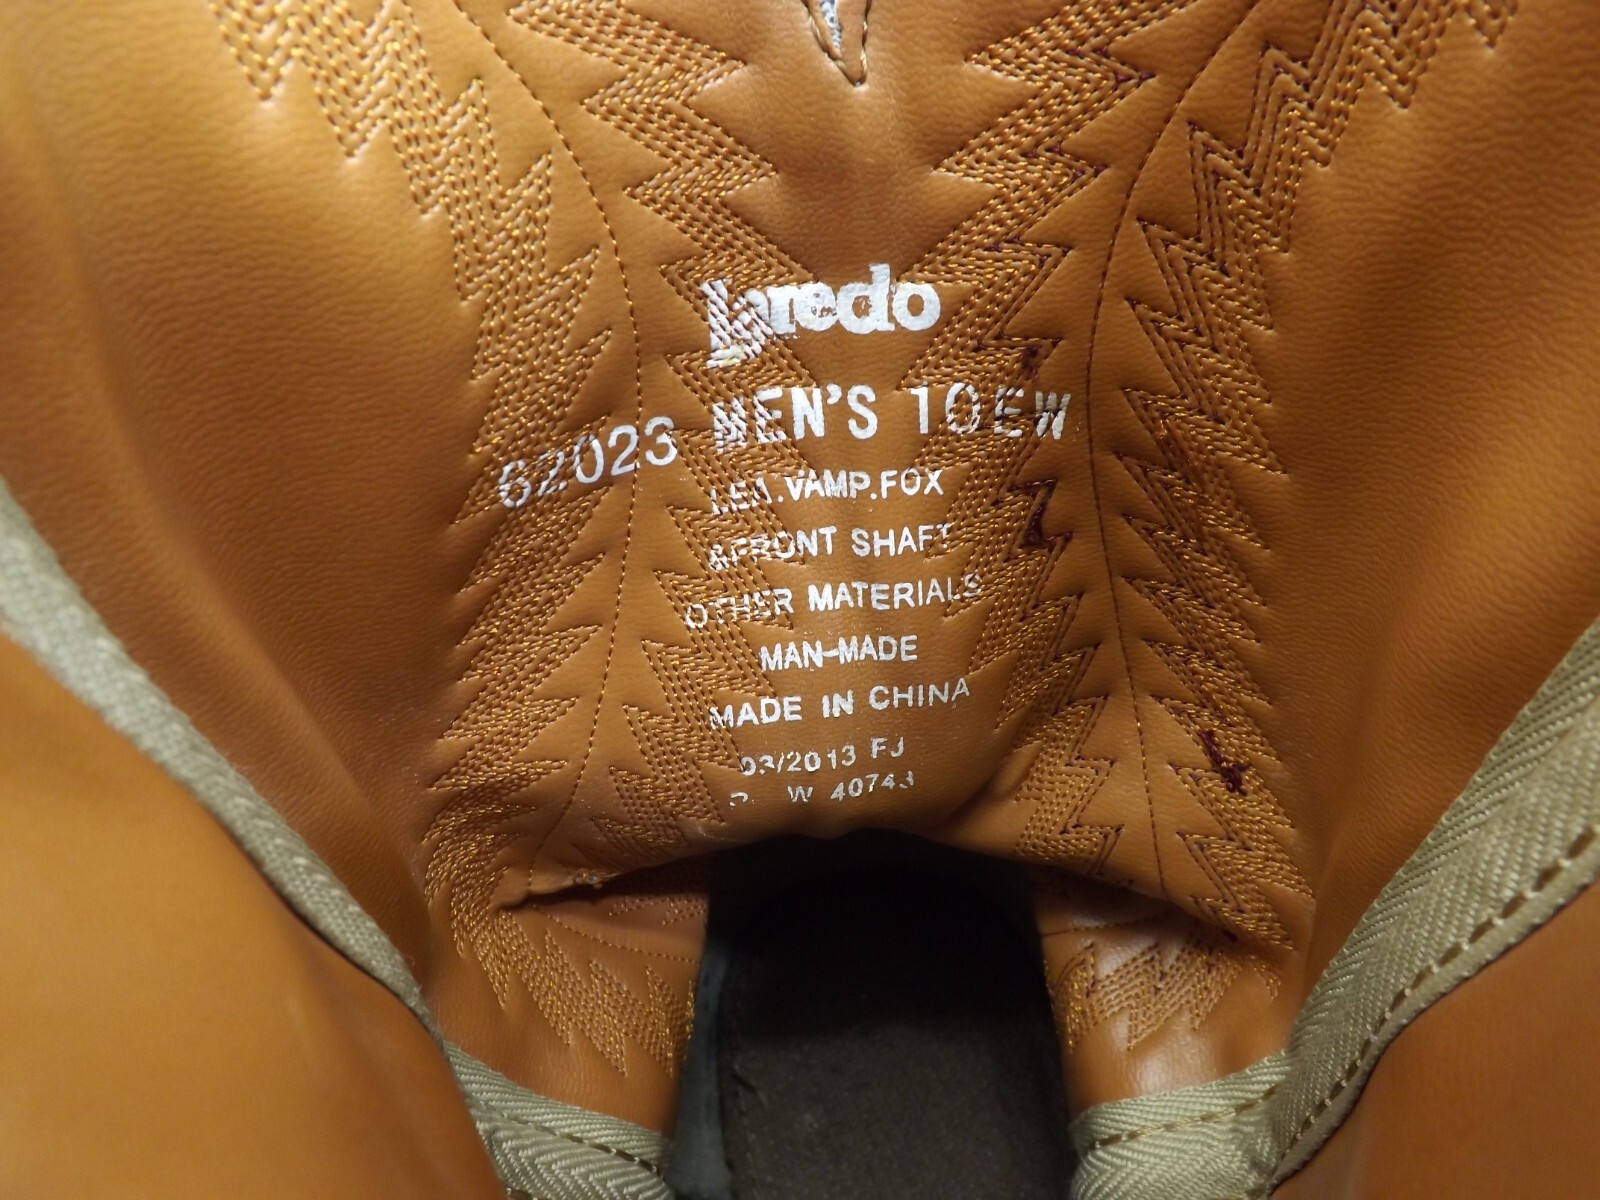 Laredo
62023 MEN'S 10EW
LEA.VAMP.FOX
&FRONT SHAFT
OTHER MATERIALS
MAN-MADE
MADE IN CHINA
03/2013 FJ
W 40743